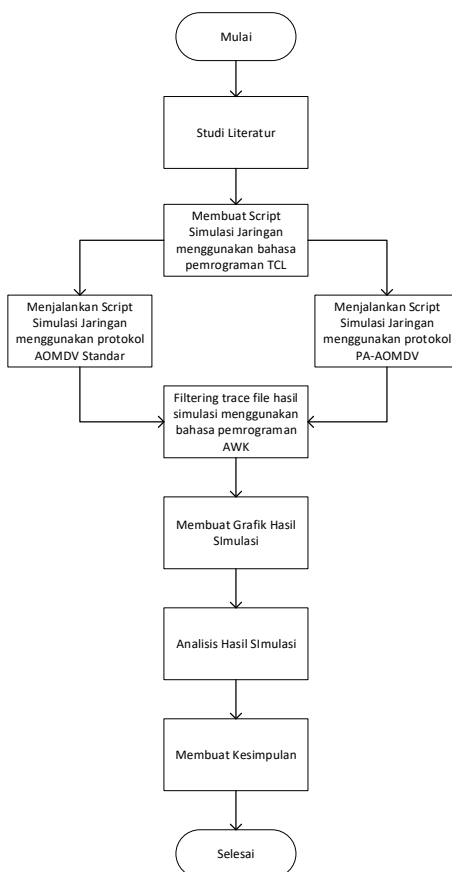 Mulai
Studi Literatur
Membuat Script
Simulasi Jaringan
menggunakan bahasa
pemrograman TCL
Menjalankan Script
Simulasi Jaringan
menggunakan protokol
AOMDV Standar
Menjalankan Script
Simulasi Jaringan
menggunakan protokol
PA-AOMDV
Filtering trace file hasil
simulasi menggunakan
bahasa pemrograman
AWK
Membuat Grafik Hasil
SImulasi
Analisis Hasil SImulasi
Membuat Kesimpulan
Selesai